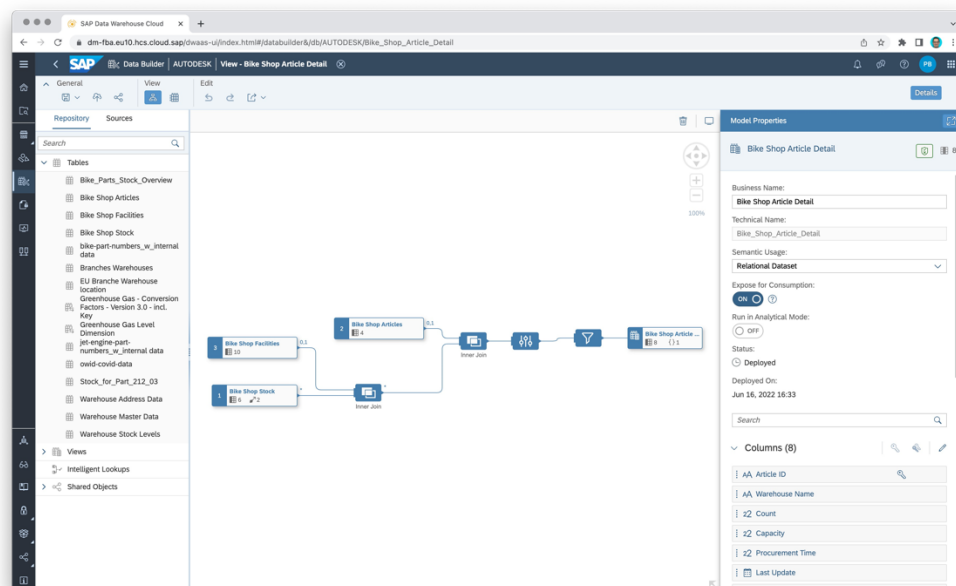 SAP Data Warehouse Cloud
dm-fba.eu10.hcs.cloud.sap/dwaas-ui/index.html#/databuilder&/db/AUTODESK/Bike_Shop_Article_Detail
SAP Data Builder AUTODESK View - Bike Shop Article Detail PB
General View Edit
Details
Repository Sources
Search
Tables
Bike_Parts_Stock_Overview
Bike Shop Articles
Bike Shop Facilities
Bike Shop Stock
bike-part-numbers_w_internal
data
Branches Warehouses
EU Branche Warehouse
location
Greenhouse Gas - Conversion
Factors - Version 3.0 - incl.
Key
Greenhouse Gas Level
Dimension
jet-engine-part-
numbers_w_internal data
owid-covid-data
Stock_for_Part_212_03
Warehouse Address Data
Warehouse Master Data
Warehouse Stock Levels
Views
Intelligent Lookups
Shared Objects
100%
2 Bike Shop Articles 0,1
4
Inner Join
Bike Shop Article ...
8 1
3 Bike Shop Facilities 0,1
10
1 Bike Shop Stock *
6 2
Inner Join
*
Model Properties
Bike Shop Article Detail 8
Business Name:
Bike Shop Article Detail
Technical Name:
Bike_Shop_Article_Detail
Semantic Usage:
Relational Dataset
Expose for Consumption:
ON
Run in Analytical Mode:
OFF
Status:
Deployed
Deployed On:
Jun 16, 2022 16:33
Search
Columns (8)
AA Article ID
AA Warehouse Name
12 Count
12 Capacity
12 Procurement Time
Last Update